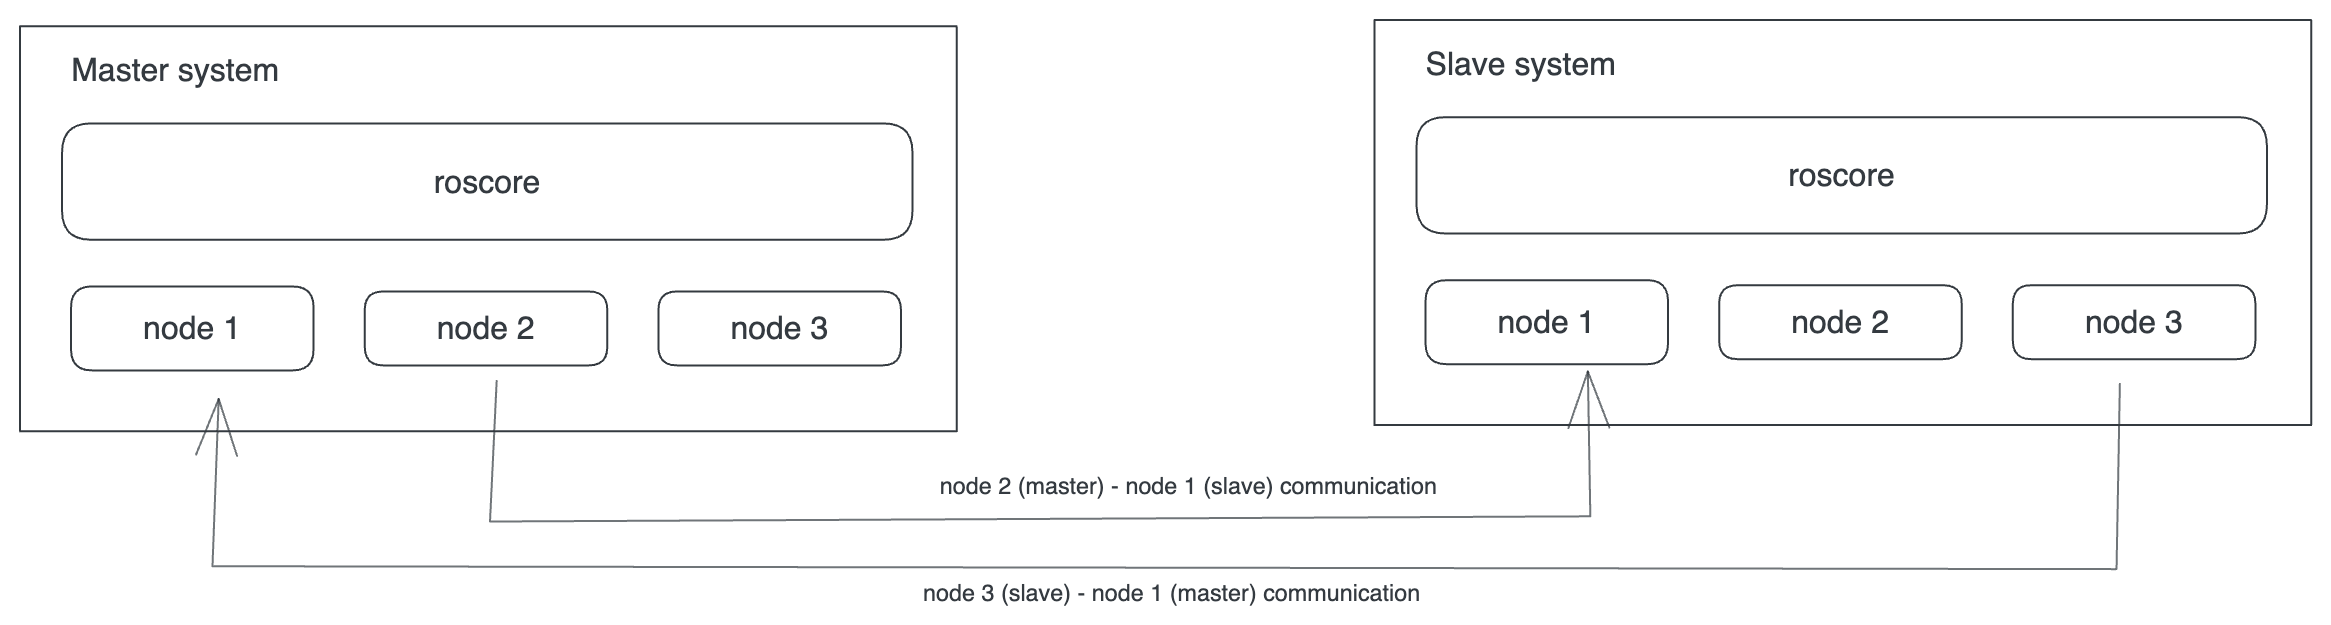 Master system
roscore
node 1
node 2
node 3
Slave system
roscore
node 1
node 2
node 3
node 2 (master) - node 1 (slave) communication
node 3 (slave) - node 1 (master) communication